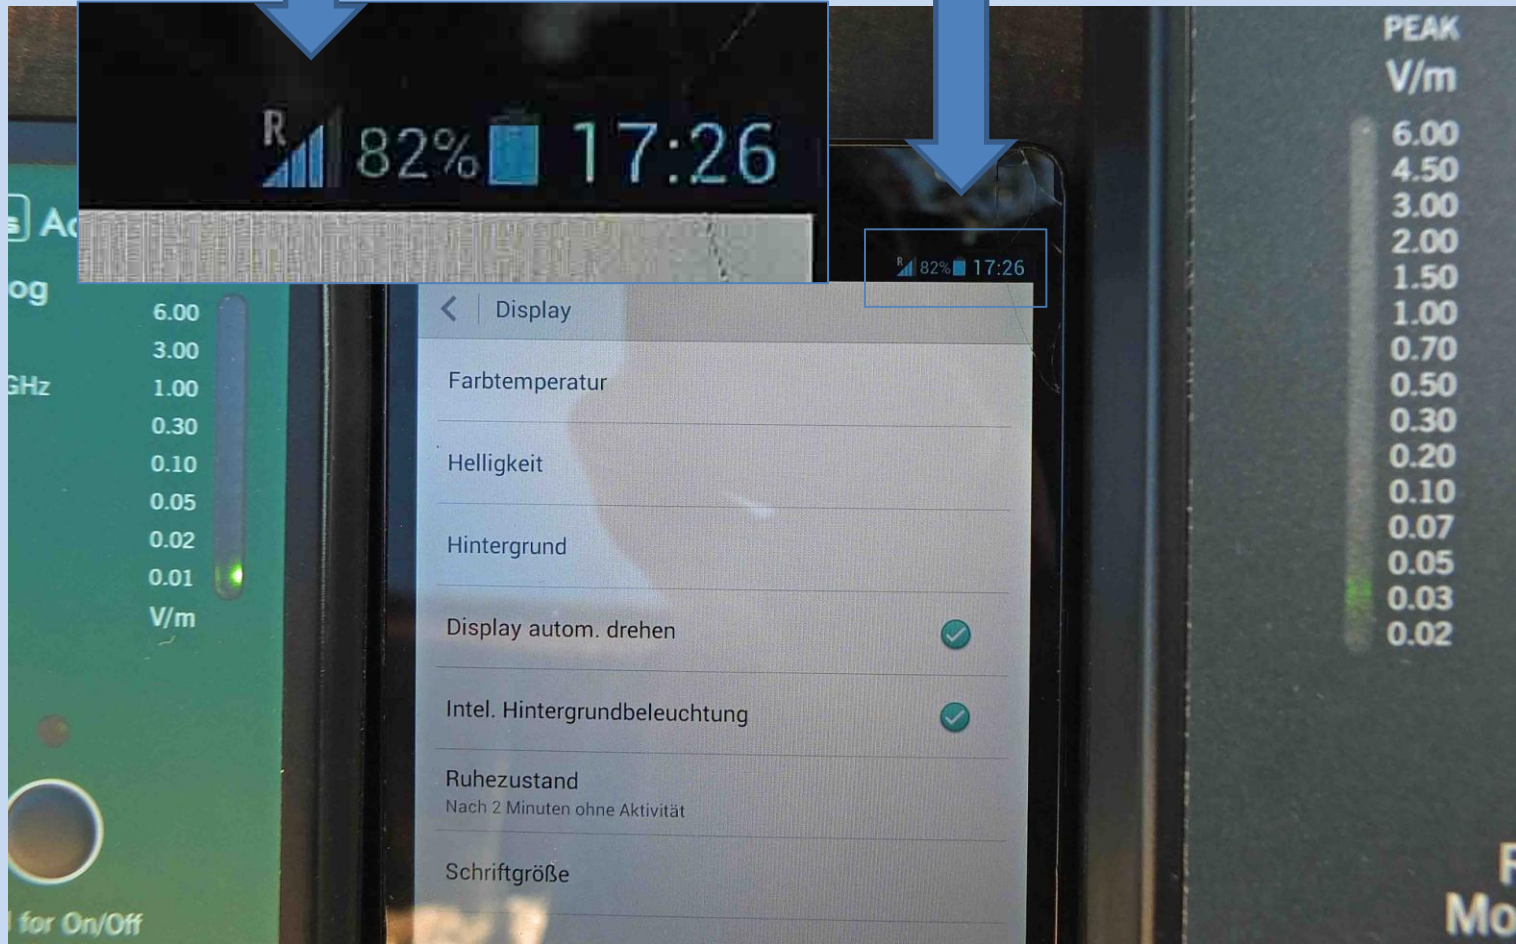 R 82% 17:26
og
GHz
6.00
3.00
1.00
0.30
0.10
0.05
0.02
0.01
V/m
for On/Off
R 82% 17:26
Display
Farbtemperatur
Helligkeit
Hintergrund
Display autom. drehen
Intel. Hintergrundbeleuchtung
Ruhezustand
Nach 2 Minuten ohne Aktivität
Schriftgröße
PEAK
V/m
6.00
4.50
3.00
2.00
1.50
1.00
0.70
0.50
0.30
0.20
0.10
0.07
0.05
0.03
0.02
Mo